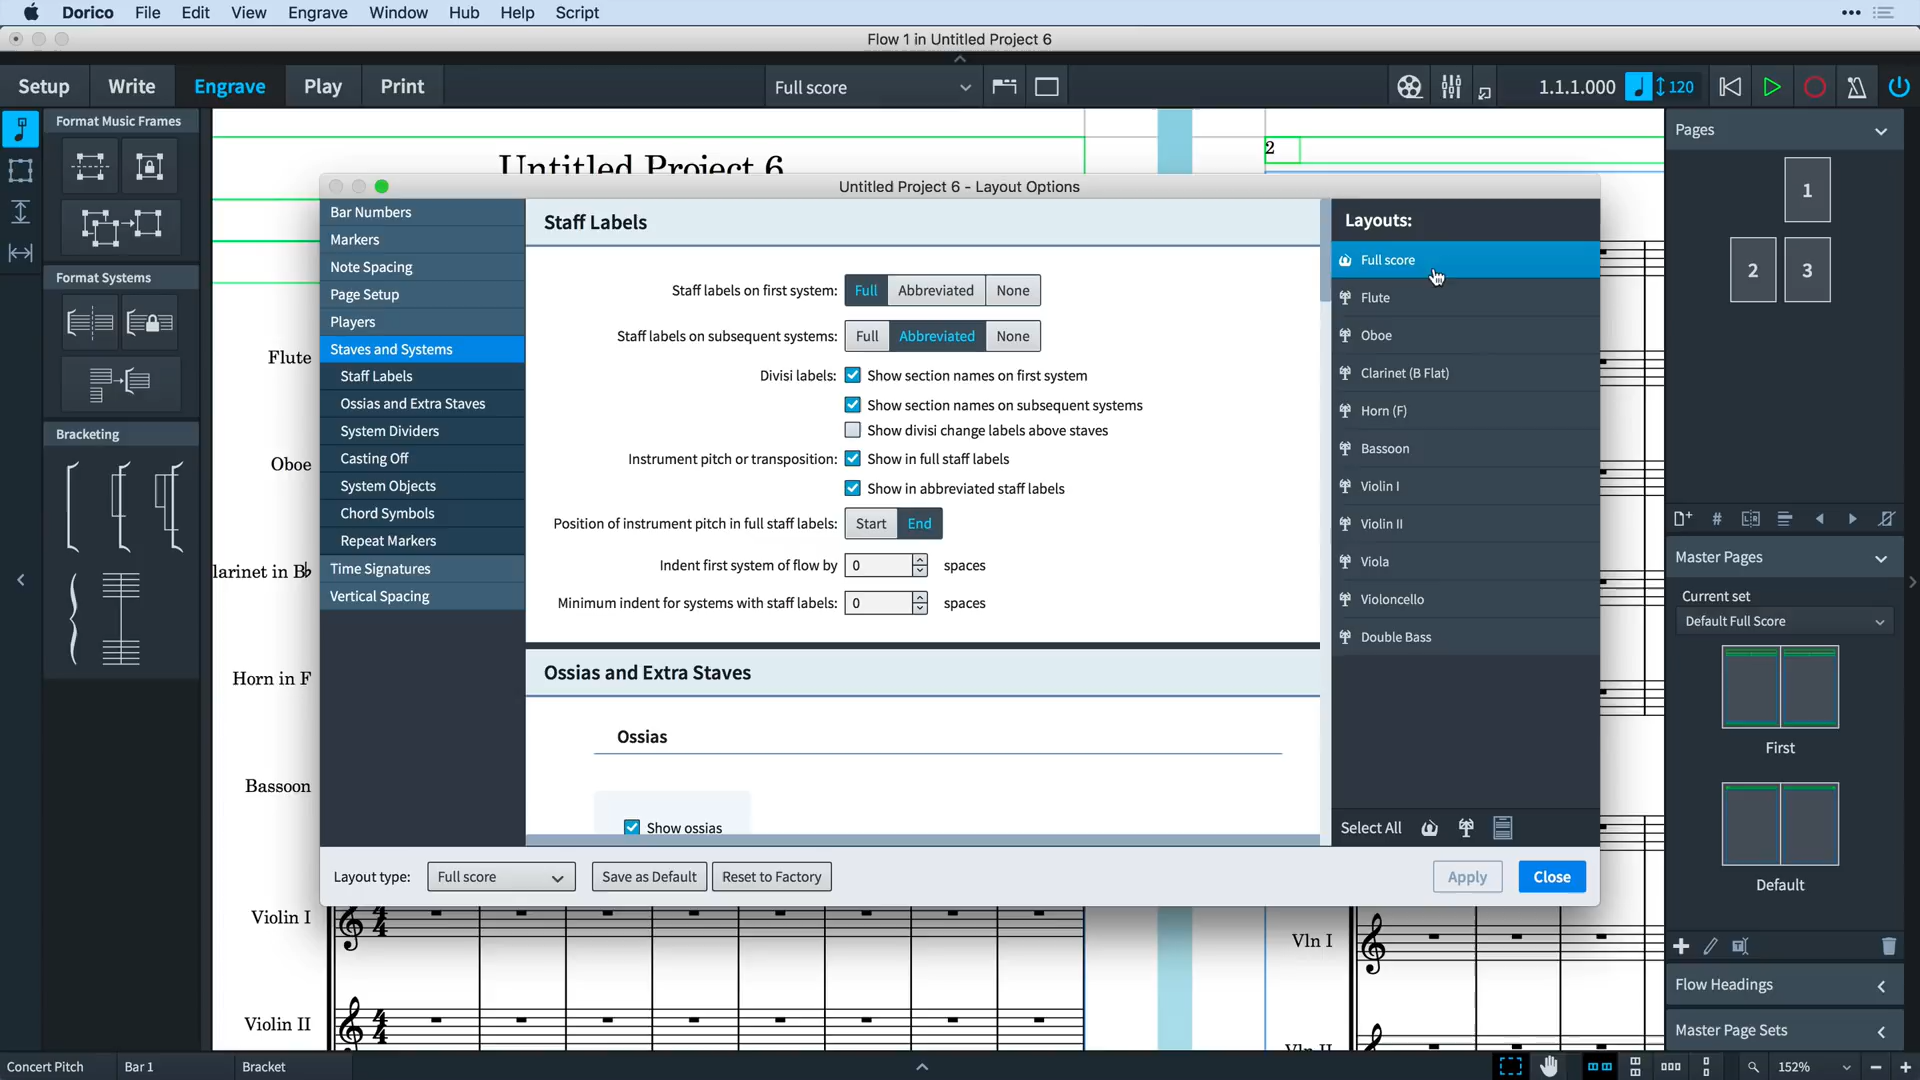 Dorico File Edit View Engrave Window Hub Help Script
Flow 1 in Untitled Project 6
Setup Write Engrave Play Print
Full score
1.1.1.000 120
Format Music Frames
Format Systems
Bracketing
Untitled Project 6
2
Flute
Oboe
larinet in B♭
Horn in F
Bassoon
Violin I
Violin II
Vln I
Vln II
Untitled Project 6 - Layout Options
Bar Numbers
Markers
Note Spacing
Page Setup
Players
Staves and Systems
Staff Labels
Ossias and Extra Staves
System Dividers
Casting Off
System Objects
Chord Symbols
Repeat Markers
Time Signatures
Vertical Spacing
Staff Labels
Staff labels on first system: Full Abbreviated None
Staff labels on subsequent systems: Full Abbreviated None
Divisi labels: Show section names on first system
Show section names on subsequent systems
Show divisi change labels above staves
Instrument pitch or transposition: Show in full staff labels
Show in abbreviated staff labels
Position of instrument pitch in full staff labels: Start End
Indent first system of flow by 0 spaces
Minimum indent for systems with staff labels: 0 spaces
Ossias and Extra Staves
Ossias
Show ossias
Layouts:
Full score
Flute
Oboe
Clarinet (B Flat)
Horn (F)
Bassoon
Violin I
Violin II
Viola
Violoncello
Double Bass
Select All
Layout type: Full score Save as Default Reset to Factory Apply Close
Pages
1
2 3
Master Pages
Current set
Default Full Score
First
Default
Flow Headings
Master Page Sets
Concert Pitch Bar 1 Bracket 152%